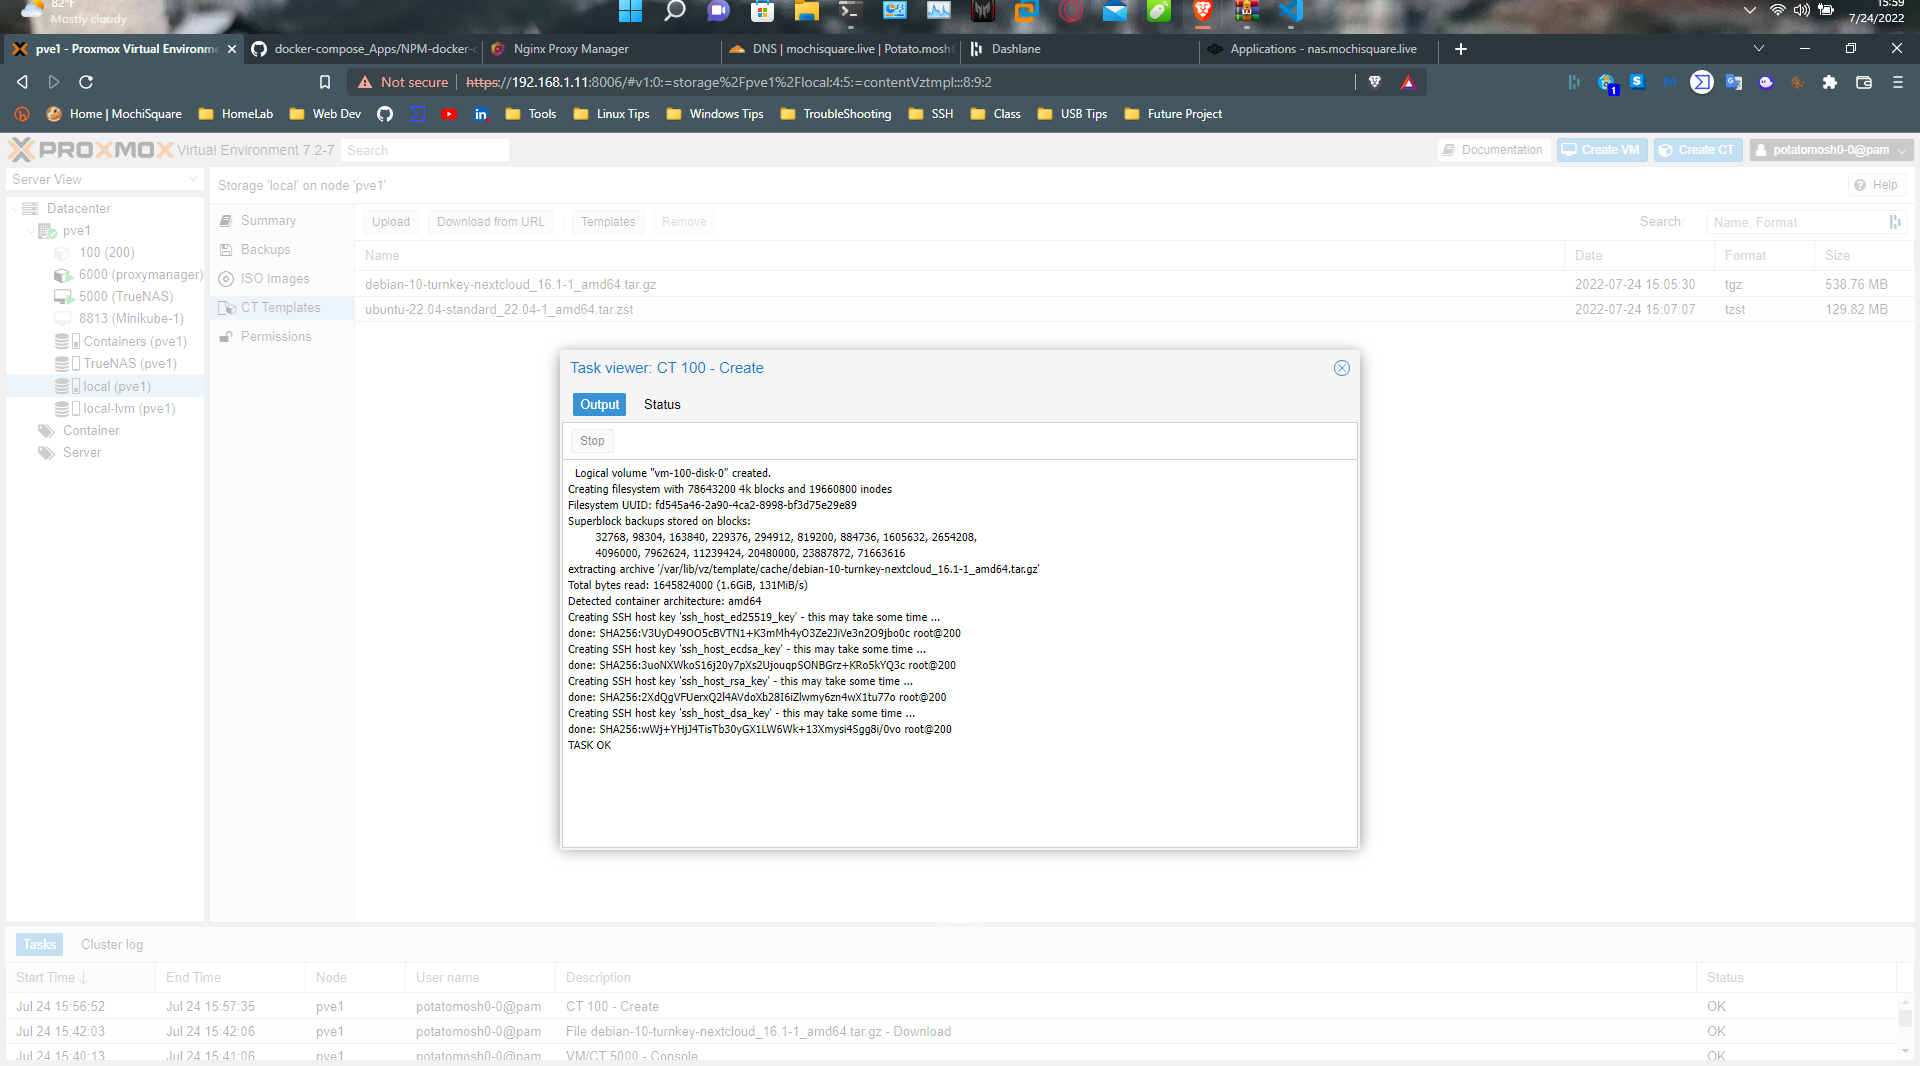 82°F
Mostly cloudy
15:59
7/24/2022
pve1 - Proxmox Virtual Environme
docker-compose_Apps/NPM-docker-c
Nginx Proxy Manager
DNS | mochisquare.live | Potato.mosh
Dashlane
Applications - nas.mochisquare.live
Not secure
https://192.168.1.11:8006/#v1:0:=storage%2Fpve1%2Flocal:4:5:=contentVztmpl:::8:9:2
1
Home | MochiSquare
HomeLab
Web Dev
Tools
Linux Tips
Windows Tips
TroubleShooting
SSH
Class
USB Tips
Future Project
PROXMOX Virtual Environment 7.2-7
Search
Documentation
Create VM
Create CT
potatomosh0-0@pam
Server View
Storage 'local' on node 'pve1'
Help
Datacenter
pve1
100 (200)
6000 (proxymanager)
5000 (TrueNAS)
8813 (Minikube-1)
Containers (pve1)
TrueNAS (pve1)
local (pve1)
local-lvm (pve1)
Container
Server
Summary
Backups
ISO Images
CT Templates
Permissions
Upload
Download from URL
Templates
Remove
Search:
Name, Format
Name Date Format Size
debian-10-turnkey-nextcloud_16.1-1_amd64.tar.gz 2022-07-24 15:05:30 tgz 538.76 MB
ubuntu-22.04-standard_22.04-1_amd64.tar.zst 2022-07-24 15:07:07 tzst 129.82 MB
Task viewer: CT 100 - Create
Output
Status
Stop
Logical volume "vm-100-disk-0" created.
Creating filesystem with 78643200 4k blocks and 19660800 inodes
Filesystem UUID: fd545a46-2a90-4ca2-8998-bf3d75e29e89
Superblock backups stored on blocks:
32768, 98304, 163840, 229376, 294912, 819200, 884736, 1605632, 2654208,
4096000, 7962624, 11239424, 20480000, 23887872, 71663616
extracting archive '/var/lib/vz/template/cache/debian-10-turnkey-nextcloud_16.1-1_amd64.tar.gz'
Total bytes read: 1645824000 (1.6GiB, 131MiB/s)
Detected container architecture: amd64
Creating SSH host key 'ssh_host_ed25519_key' - this may take some time ...
done: SHA256:V3UyD49OO5cBVTN1+K3mMh4yO3Ze2JiVe3n2O9jbo0c root@200
Creating SSH host key 'ssh_host_ecdsa_key' - this may take some time ...
done: SHA256:3uoNXWkoS16j20y7pXs2UjouqpSONBGrz+KRo5kYQ3c root@200
Creating SSH host key 'ssh_host_rsa_key' - this may take some time ...
done: SHA256:2XdQgVFUerxQ2l4AVdoXb28I6iZlwmy6zn4wX1tu77o root@200
Creating SSH host key 'ssh_host_dsa_key' - this may take some time ...
done: SHA256:wWj+YHjJ4TisTb30yGX1LW6Wk+13Xmysi4Sgg8i/0vo root@200
TASK OK
Tasks
Cluster log
Start Time End Time Node User name Description Status
Jul 24 15:56:52 Jul 24 15:57:35 pve1 potatomosh0-0@pam CT 100 - Create OK
Jul 24 15:42:03 Jul 24 15:42:06 pve1 potatomosh0-0@pam File debian-10-turnkey-nextcloud_16.1-1_amd64.tar.gz - Download OK
Jul 24 15:40:13 Jul 24 15:41:06 pve1 potatomosh0-0@pam VM/CT 5000 - Console OK